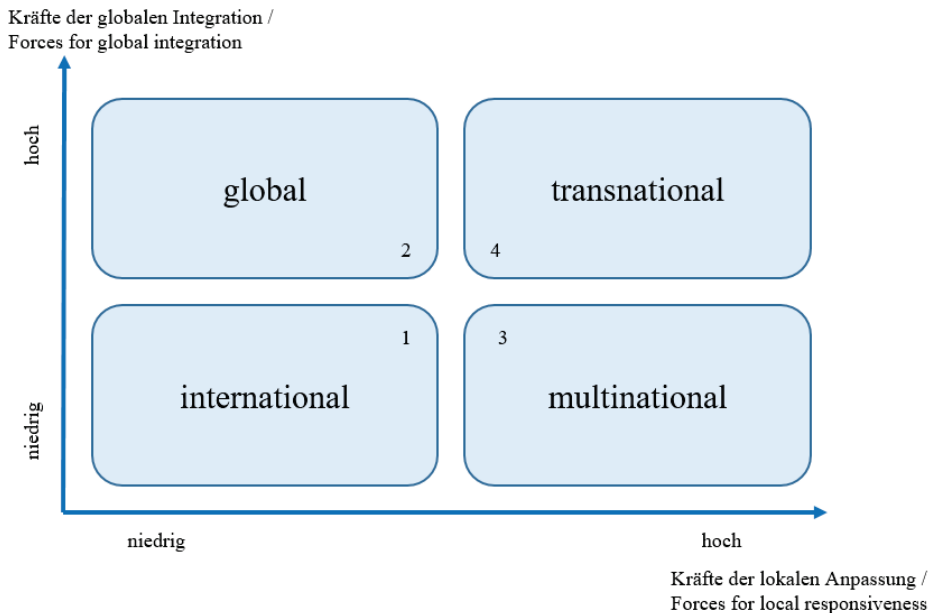 Kräfte der globalen Integration /
Forces for global integration
hoch
global
2
transnational
4
niedrig
international
1
multinational
3
niedrig
hoch
Kräfte der lokalen Anpassung /
Forces for local responsiveness